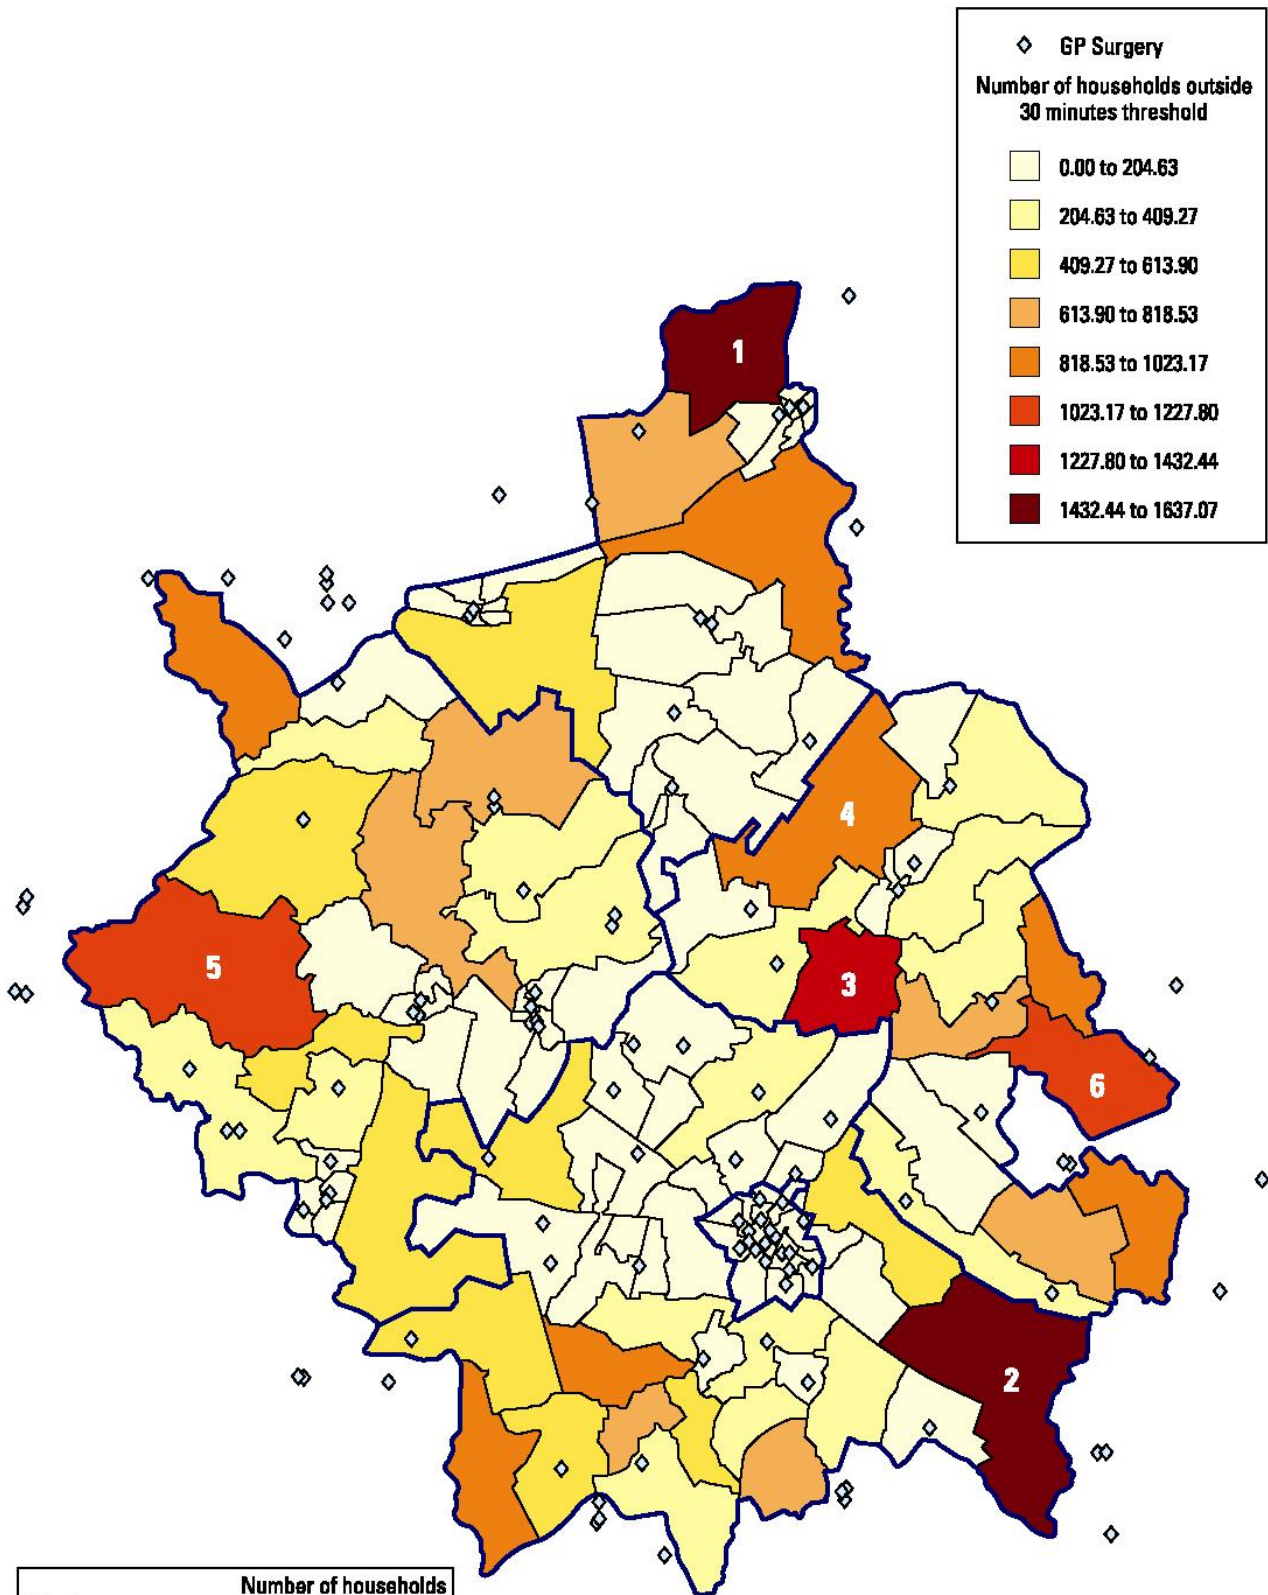 GP Surgery
Number of households outside
30 minutes threshold
0.00 to 204.63
204.63 to 409.27
409.27 to 613.90
613.90 to 818.53
818.53 to 1023.17
1023.17 to 1227.80
1227.80 to 1432.44
1432.44 to 1637.07
1
4
3
5
6
2
Number of households